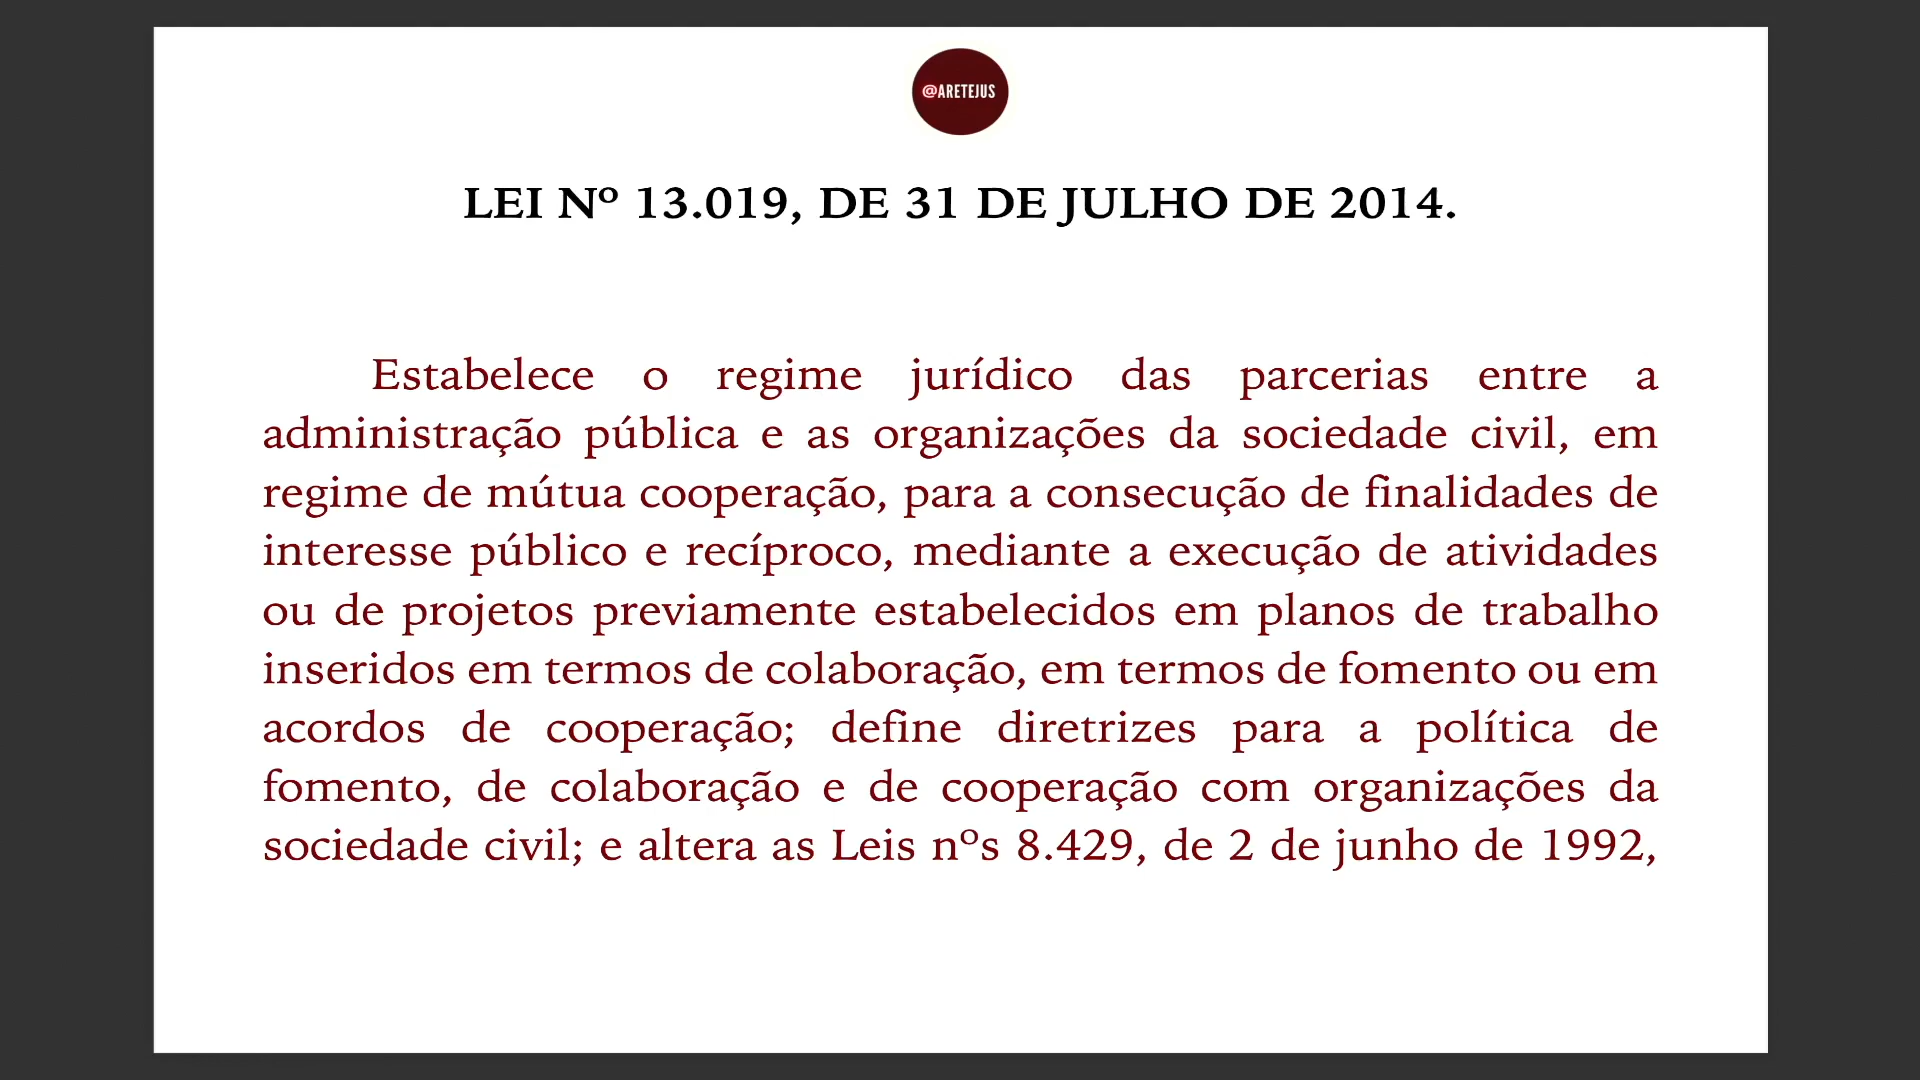 @ARETEJUS
LEI Nº 13.019, DE 31 DE JULHO DE 2014.
Estabelece o regime jurídico das parcerias entre a
administração pública e as organizações da sociedade civil, em
regime de mútua cooperação, para a consecução de finalidades de
interesse público e recíproco, mediante a execução de atividades
ou de projetos previamente estabelecidos em planos de trabalho
inseridos em termos de colaboração, em termos de fomento ou em
acordos de cooperação; define diretrizes para a política de
fomento, de colaboração e de cooperação com organizações da
sociedade civil; e altera as Leis nºs 8.429, de 2 de junho de 1992,